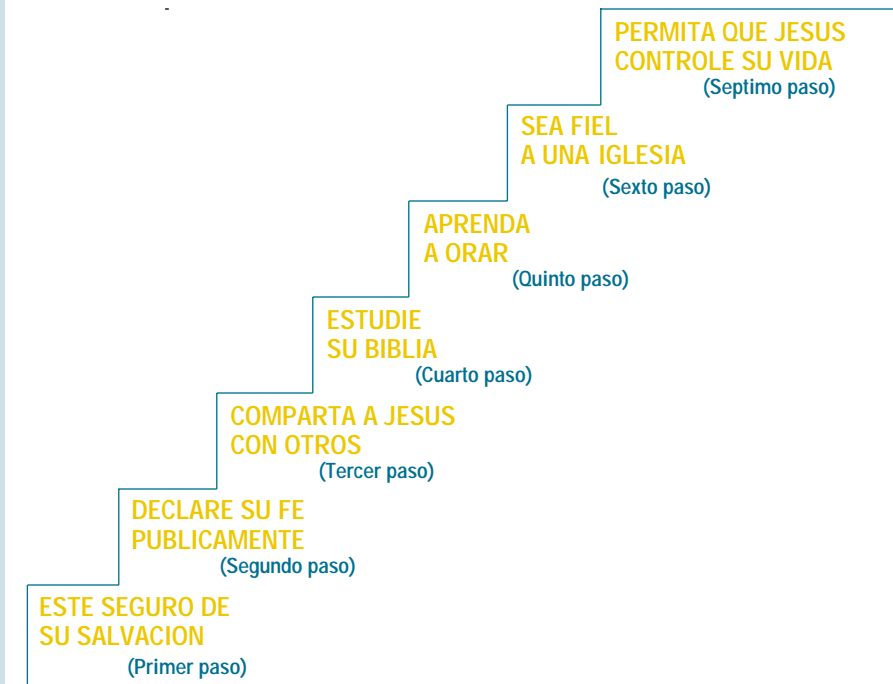 PERMITA QUE JESUS
CONTROLE SU VIDA
(Septimo paso)
SEA FIEL
A UNA IGLESIA
(Sexto paso)
APRENDA
A ORAR
(Quinto paso)
ESTUDIE
SU BIBLIA
(Cuarto paso)
COMPARTA A JESUS
CON OTROS
(Tercer paso)
DECLARE SU FE
PUBLICAMENTE
(Segundo paso)
ESTE SEGURO DE
SU SALVACION
(Primer paso)